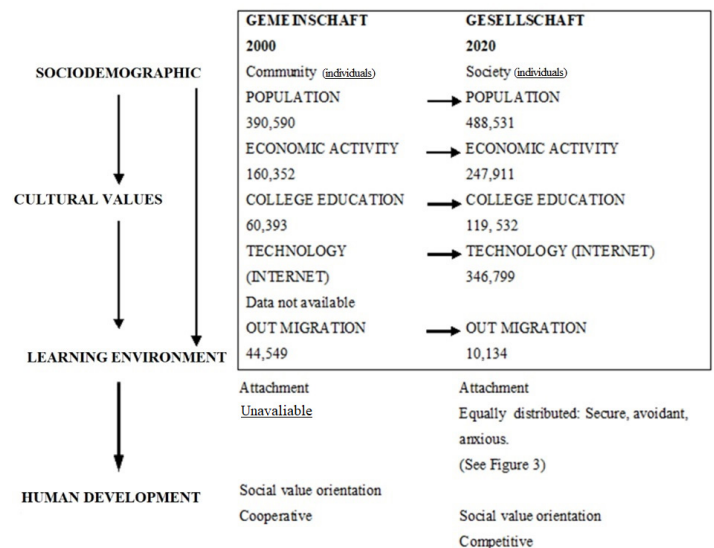 SOCIODEMOGRAPHIC
CULTURAL VALUES
LEARNING ENVIRONMENT
HUMAN DEVELOPMENT
GEMEINSCHAFT
2000
Community (individuals)
POPULATION
390,590
ECONOMIC ACTIVITY
160,352
COLLEGE EDUCATION
60,393
TECHNOLOGY
(INTERNET)
Data not available
OUT MIGRATION
44,549
Attachment
Unavaliable
Social value orientation
Cooperative
GESELLSCHAFT
2020
Society (individuals)
POPULATION
488,531
ECONOMIC ACTIVITY
247,911
COLLEGE EDUCATION
119, 532
TECHNOLOGY (INTERNET)
346,799
OUT MIGRATION
10,134
Attachment
Equally distributed: Secure, avoidant,
anxious.
(See Figure 3)
Social value orientation
Competitive